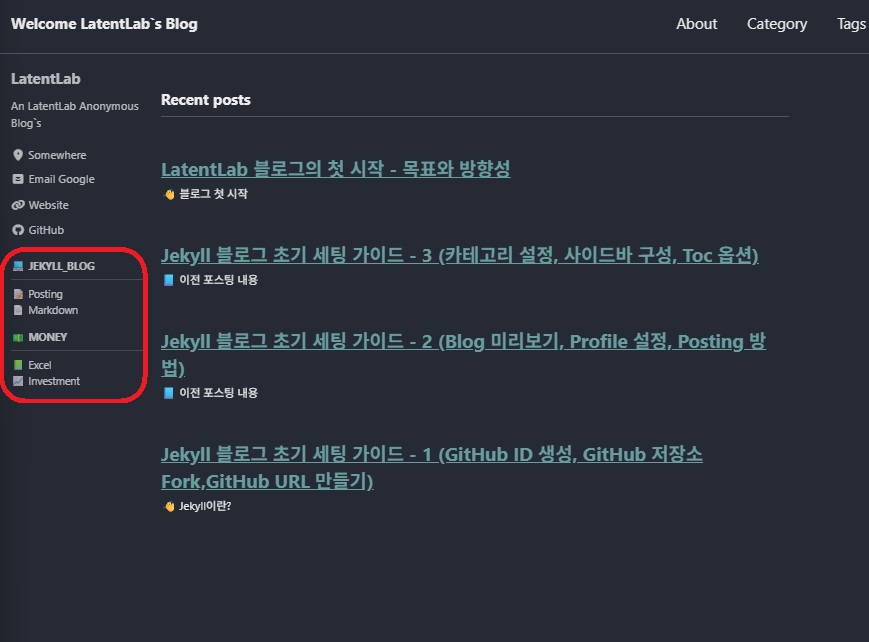 Welcome LatentLab`s Blog
About Category Tags
LatentLab
An LatentLab Anonymous
Blog`s
Somewhere
Email Google
Website
GitHub
JEKYLL_BLOG
Posting
Markdown
MONEY
Excel
Investment
Recent posts
LatentLab 블로그의 첫 시작 - 목표와 방향성
👋 블로그 첫 시작
Jekyll 블로그 초기 세팅 가이드 - 3 (카테고리 설정, 사이드바 구성, Toc 옵션)
📘 이전 포스팅 내용
Jekyll 블로그 초기 세팅 가이드 - 2 (Blog 미리보기, Profile 설정, Posting 방
법)
📘 이전 포스팅 내용
Jekyll 블로그 초기 세팅 가이드 - 1 (GitHub ID 생성, GitHub 저장소
Fork,GitHub URL 만들기)
👋 Jekyll이란?